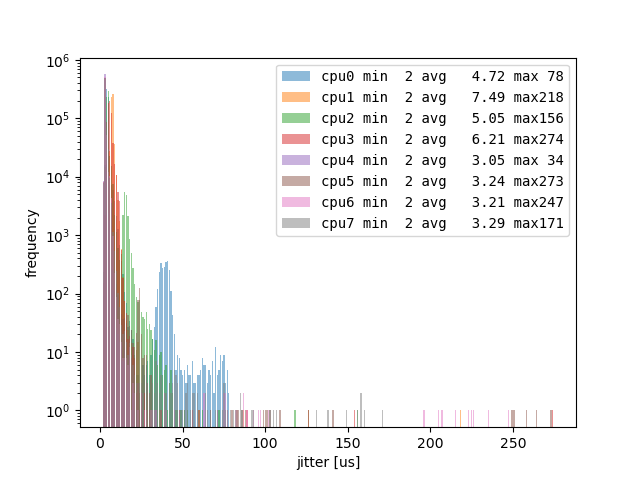 10^6
10^5
10^4
10^3
10^2
10^1
10^0
frequency
cpu0 min  2 avg   4.72 max 78
cpu1 min  2 avg   7.49 max218
cpu2 min  2 avg   5.05 max156
cpu3 min  2 avg   6.21 max274
cpu4 min  2 avg   3.05 max 34
cpu5 min  2 avg   3.24 max273
cpu6 min  2 avg   3.21 max247
cpu7 min  2 avg   3.29 max171
0 50 100 150 200 250
jitter [us]